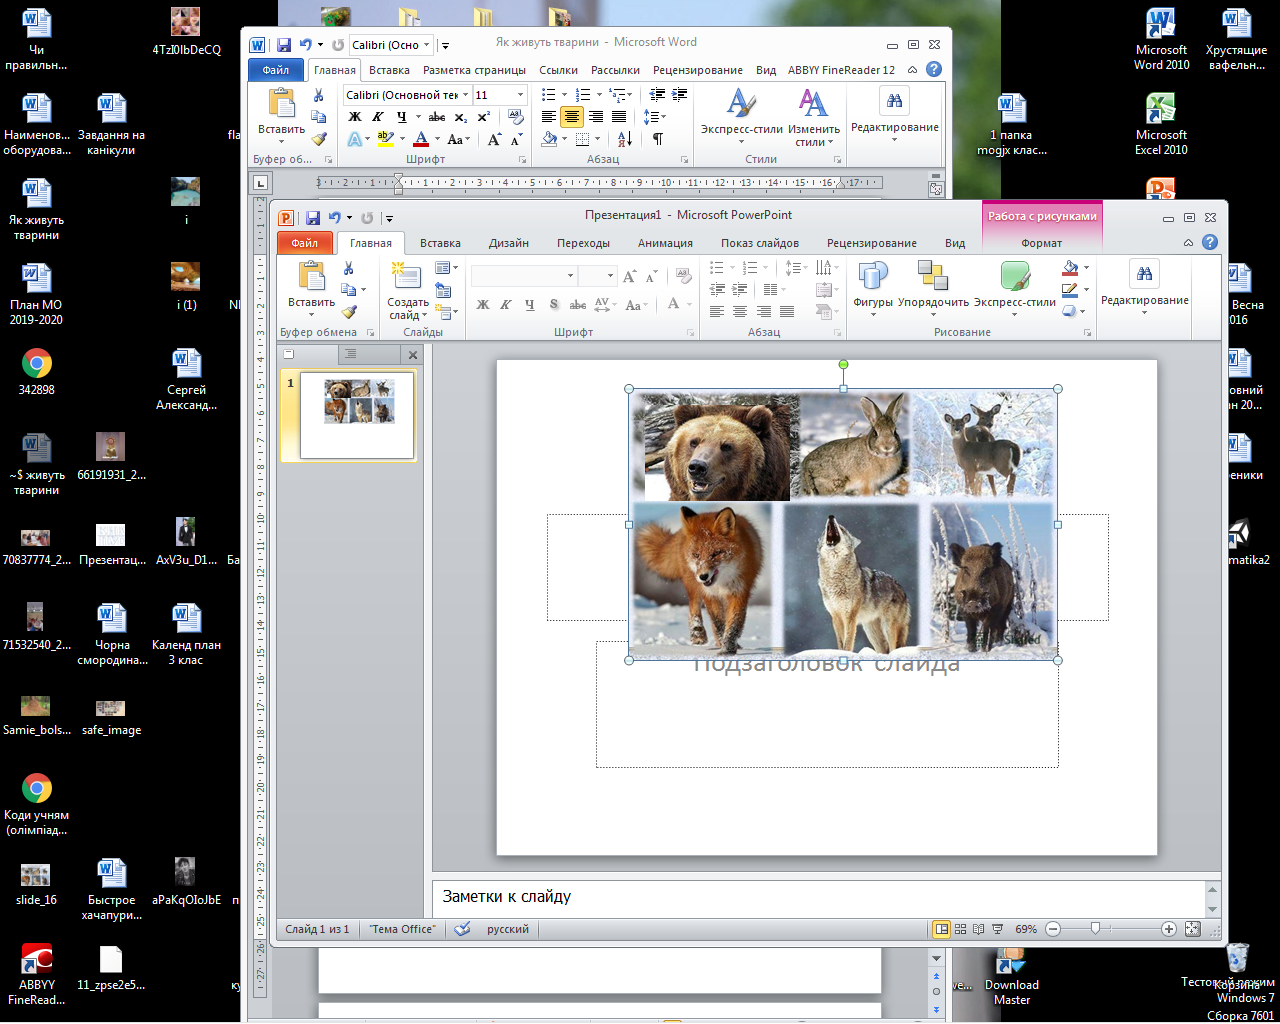 Чи
правильн...
4TzI0IbDeCQ
Microsoft
Word 2010
Хрустящие
вафельн...
Наименов...
оборудова...
Завдання на
канікули
1 папка
mogjx клас...
Microsoft
Excel 2010
Як живуть
тварини
i
План МО
2019-2020
i (1)
342898
Сергей
Александ...
~$ живуть
тварини
66191931_2...
70837774_2...
Презентац...
AxV3u_D1...
71532540_2...
Чорна
смородина...
Календ план
3 клас
Samie_bols...
safe_image
Коди учням
(олімпіад...
slide_16
Быстрое
хачапури...
aPaKqOIoJbE
ABBYY
FineRead...
11_zpse2e5...
Download
Master
Корзина
Тестовый режим
Windows 7
Сборка 7601
Calibri (Осно
Як живуть тварини - Microsoft Word
Файл
Главная
Вставка
Разметка страницы
Ссылки
Рассылки
Рецензирование
Вид
ABBYY FineReader 12
Вставить
Calibri (Основной тек
11
Экспресс-стили
Изменить
стили
Редактирование
Буфер об...
Шрифт
Абзац
Стили
Презентация1 - Microsoft PowerPoint
Работа с рисунками
Файл
Главная
Вставка
Дизайн
Переходы
Анимация
Показ слайдов
Рецензирование
Вид
Формат
Вставить
Создать
слайд
Фигуры
Упорядочить
Экспресс-стили
Редактирование
Буфер обмена
Слайды
Шрифт
Абзац
Рисование
1
Подзаголовок слайда
Заметки к слайду
Слайд 1 из 1
"Тема Office"
русский
69%